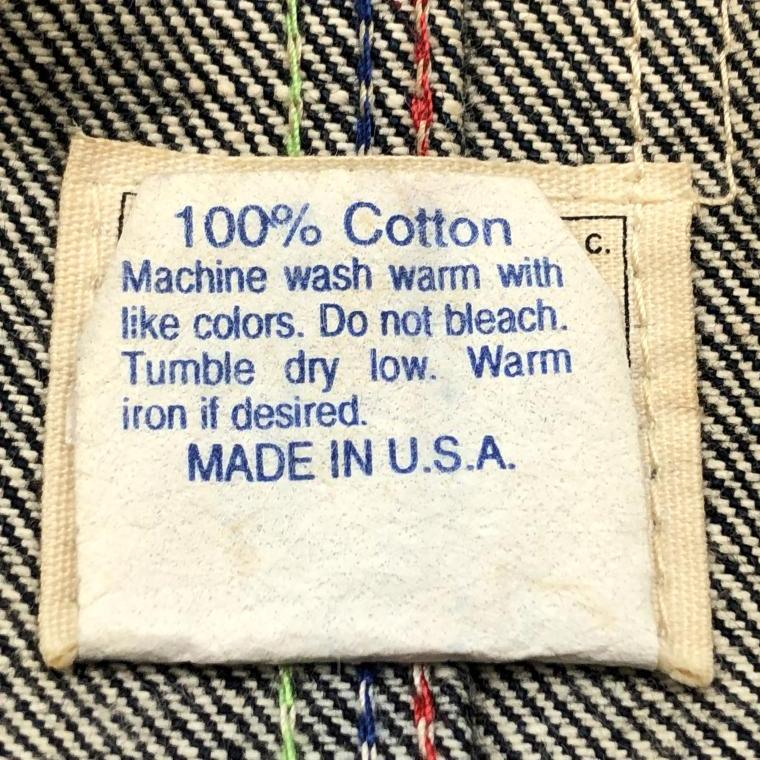 100% Cotton
C.
Machine wash warm with
like colors. Do not bleach.
Tumble dry low. Warm
iron if desired.
MADE IN U.S.A.